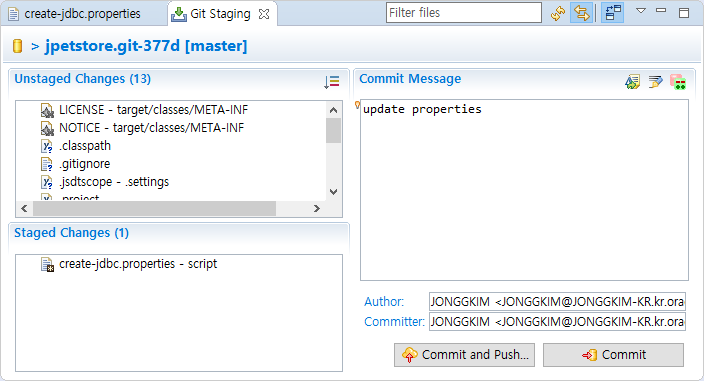 create-jdbc.properties
Git Staging
Filter files
> jpetstore.git-377d [master]
Unstaged Changes (13)
LICENSE - target/classes/META-INF
NOTICE - target/classes/META-INF
.classpath
.gitignore
.jsdtscope - .settings
.project
Staged Changes (1)
create-jdbc.properties - script
Commit Message
update properties
Author: JONGGKIM <JONGGKIM@JONGGKIM-KR.kr.ora
Committer: JONGGKIM <JONGGKIM@JONGGKIM-KR.kr.ora
Commit and Push...
Commit